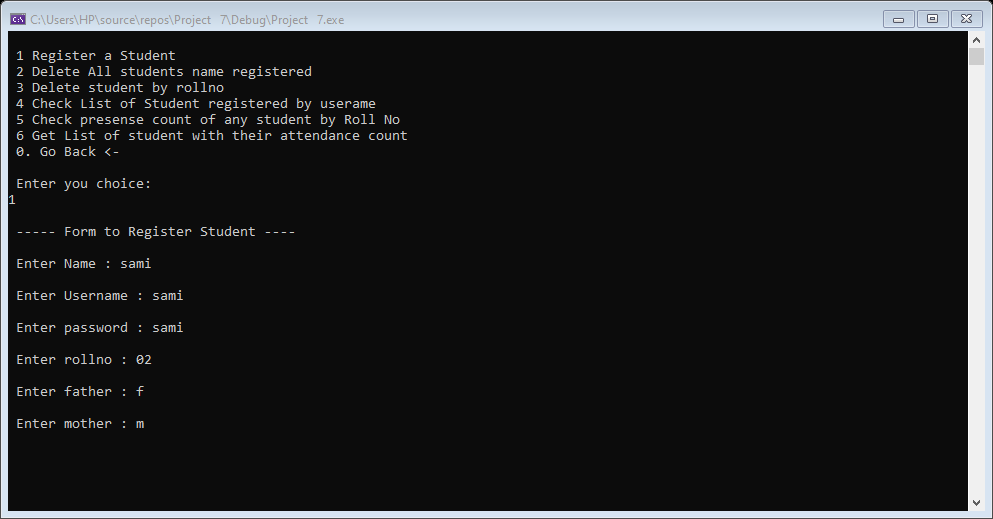 C:\Users\HP\source\repos\Project 7\Debug\Project 7.exe
1 Register a Student
2 Delete All students name registered
3 Delete student by rollno
4 Check List of Student registered by userame
5 Check presense count of any student by Roll No
6 Get List of student with their attendance count
0. Go Back <-
Enter you choice:
1
----- Form to Register Student ----
Enter Name : sami
Enter Username : sami
Enter password : sami
Enter rollno : 02
Enter father : f
Enter mother : m